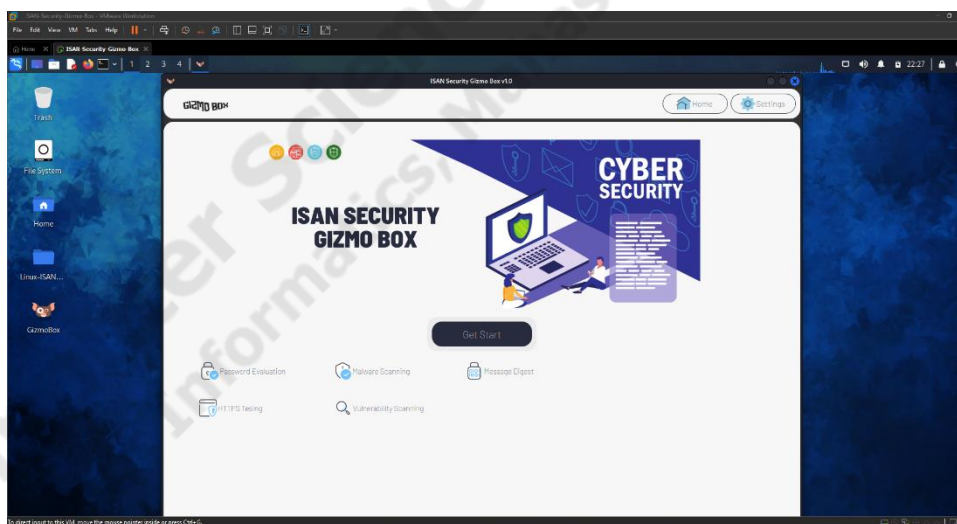 ISAN Security Gizmo Box - VMware Workstation
File Edit View VM Tabs Help
Home ISAN Security Gizmo Box
1 2 3 4 22:27
ISAN Security Gizmo Box v1.0
GIZMO BOX Home Settings
Trash
File System
Home
Linux-ISAN...
GizmoBox
CYBER
SECURITY
ISAN SECURITY
GIZMO BOX
Get Start
Password Evaluation Malware Scanning Message Digest
HTTPS Tesing Vulnerability Scanning
To direct input to this VM, move the mouse pointer inside or press Ctrl+G.